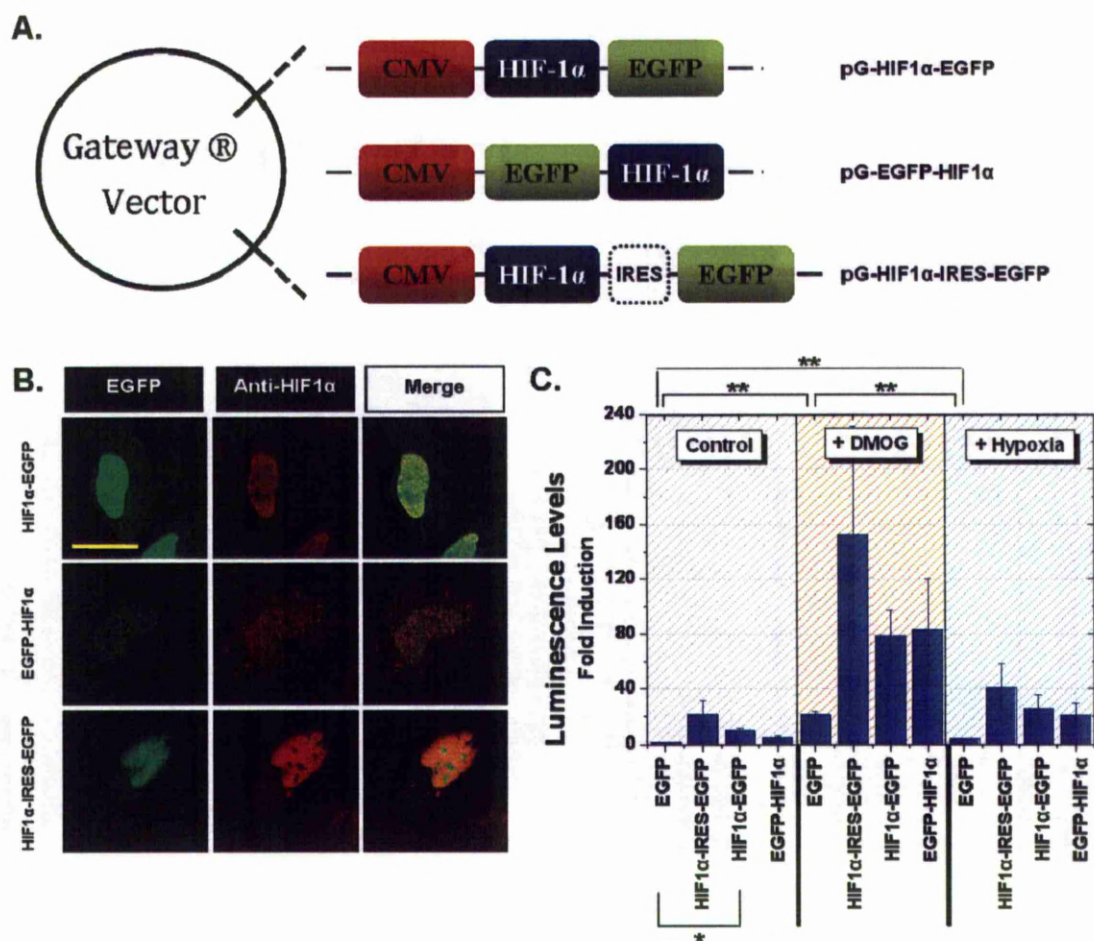 A.
Gateway ®
Vector
CMV HIF-1α EGFP pG-HIF1α-EGFP
CMV EGFP HIF-1α pG-EGFP-HIF1α
CMV HIF-1α IRES EGFP pG-HIF1α-IRES-EGFP
B.
EGFP Anti-HIF1α Merge
HIF1α-EGFP
EGFP-HIF1α
HIF1α-IRES-EGFP
C.
**
** **
Control + DMOG + Hypoxia
Luminescence Levels
Fold Induction
240
200
160
120
80
40
0
EGFP
HIF1α-IRES-EGFP
HIF1α-EGFP
EGFP-HIF1α
EGFP
HIF1α-IRES-EGFP
HIF1α-EGFP
EGFP-HIF1α
EGFP
HIF1α-IRES-EGFP
HIF1α-EGFP
EGFP-HIF1α
*